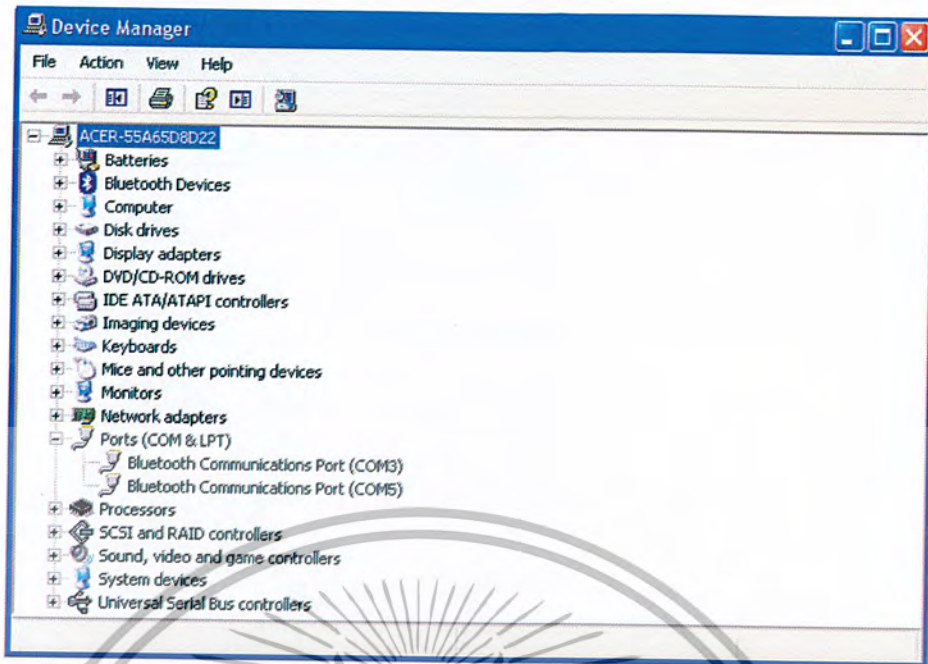 Device Manager
File Action View Help
ACER-55A65D8D22
Batteries
Bluetooth Devices
Computer
Disk drives
Display adapters
DVD/CD-ROM drives
IDE ATA/ATAPI controllers
Imaging devices
Keyboards
Mice and other pointing devices
Monitors
Network adapters
Ports (COM & LPT)
Bluetooth Communications Port (COM3)
Bluetooth Communications Port (COM5)
Processors
SCSI and RAID controllers
Sound, video and game controllers
System devices
Universal Serial Bus controllers